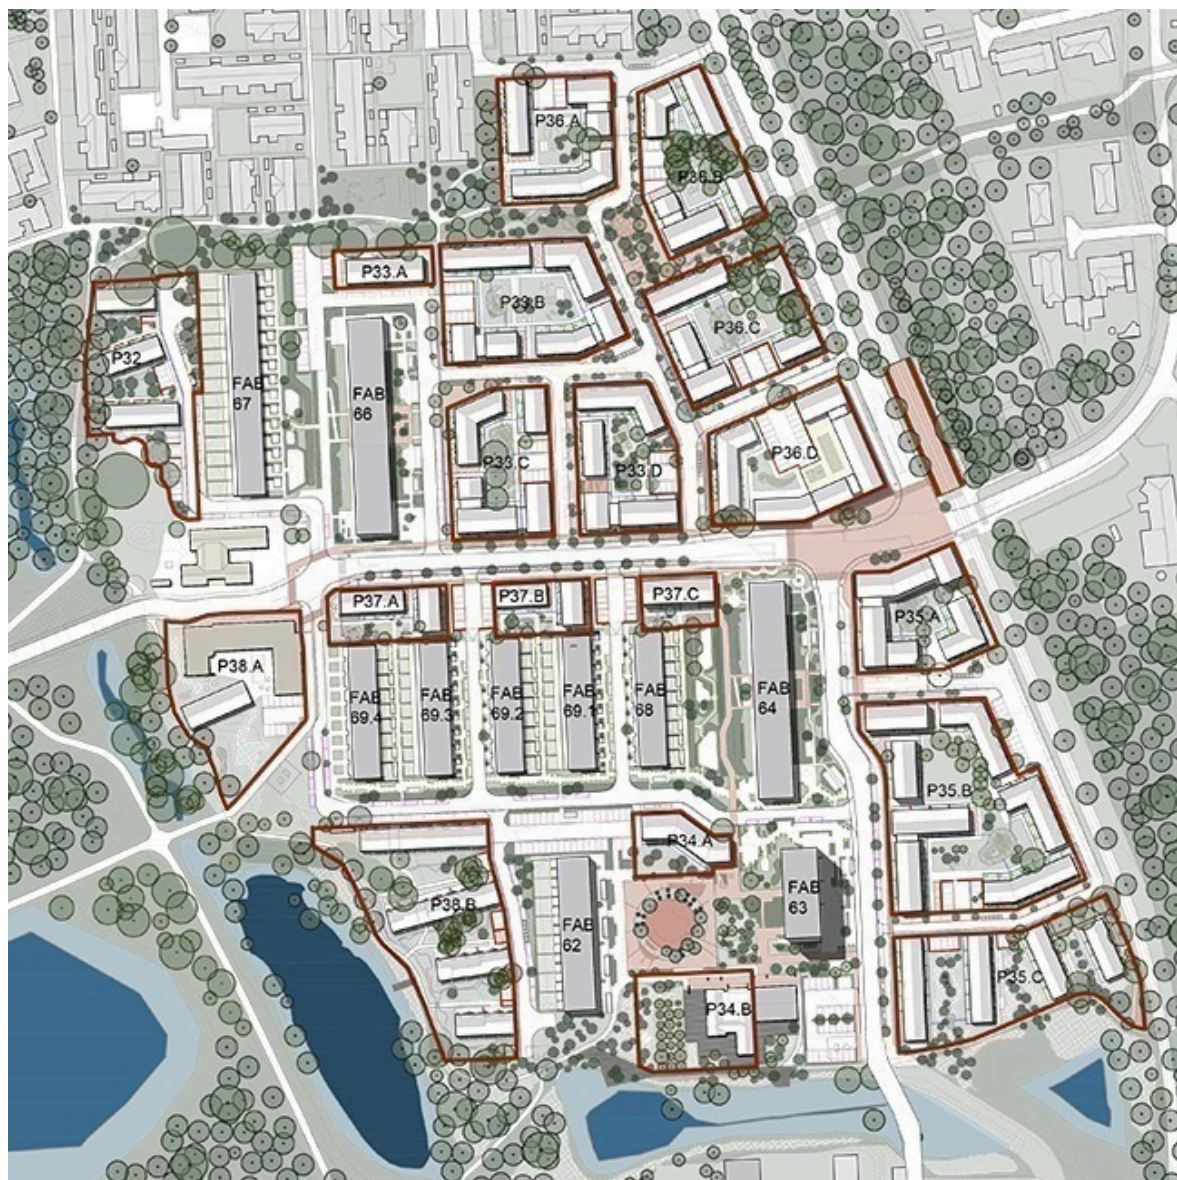 P36.A
P36.B
P33.A
P33.B
P36.C
P32
FAB
67
FAB
66
P33.C
P33.D
P36.D
P37.A
P37.B
P37.C
P35.A
P38.A
FAB
69.4
FAB
69.3
FAB
69.2
FAB
69.1
FAB
68
FAB
64
P35.B
P34.A
P38.B
FAB
62
FAB
63
P35.C
P34.B